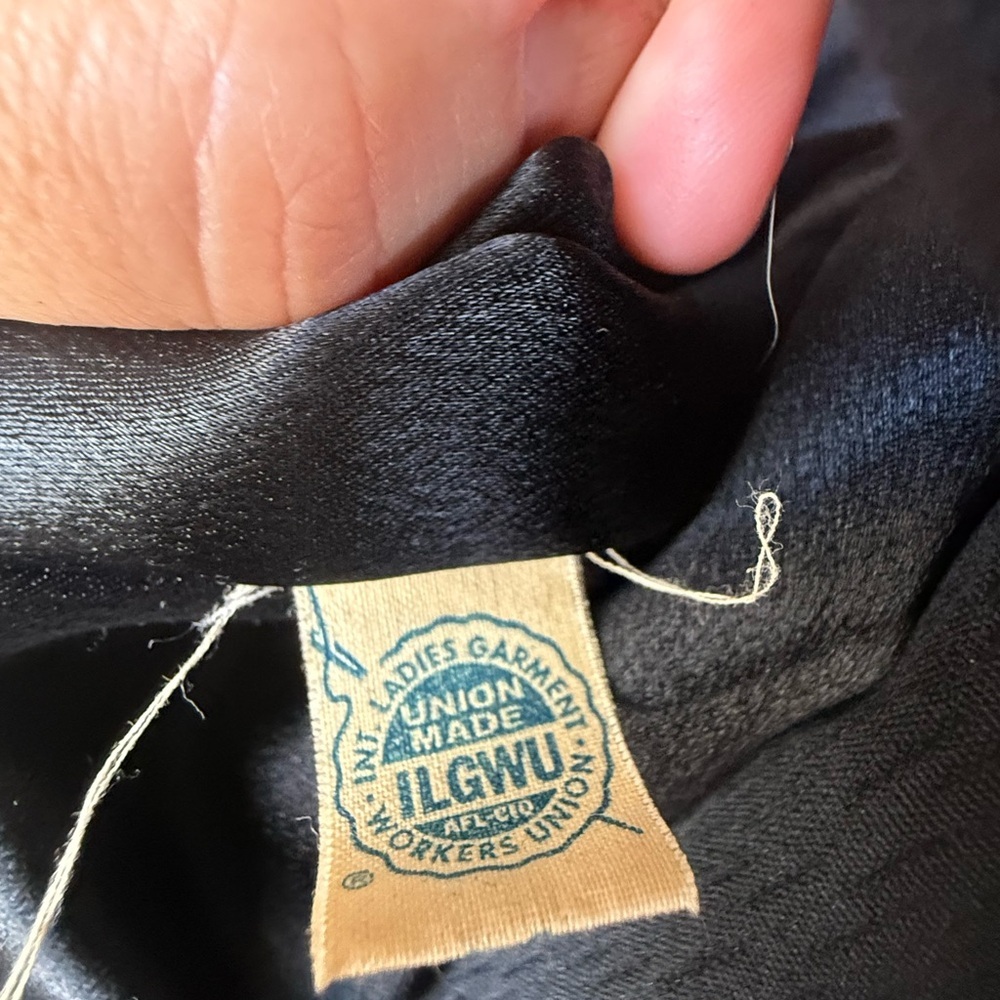 INT. LADIES GARMENT
UNION
MADE
ILGWU
AFL-CIO
WORKERS UNION
®